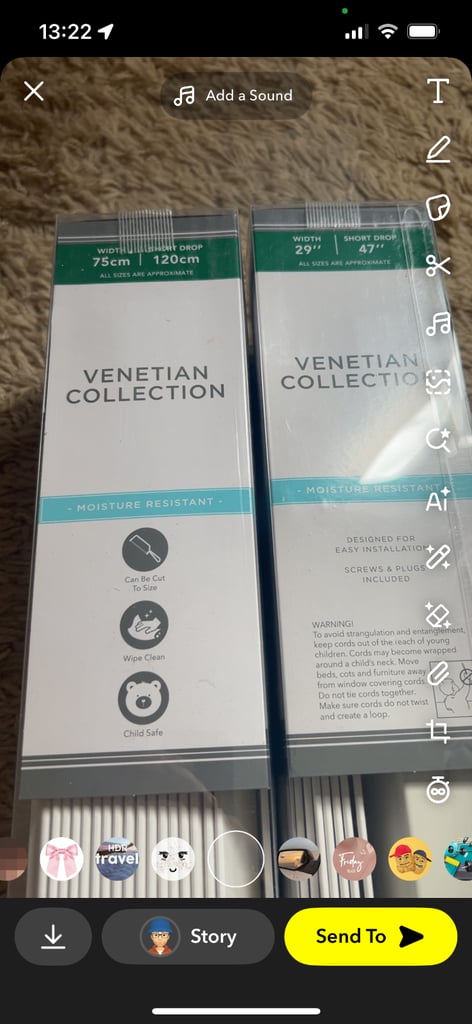 13:22
Add a Sound
T
WIDTH SHORT DROP
75cm 120cm
ALL SIZES ARE APPROXIMATE
VENETIAN
COLLECTION
- MOISTURE RESISTANT -
Can Be Cut
To Size
Wipe Clean
Child Safe
WIDTH SHORT DROP
29’’ 47’’
ALL SIZES ARE APPROXIMATE
VENETIAN
COLLECTIO
- MOISTURE RESISTANT
DESIGNED FOR
EASY INSTALLATION
SCREWS & PLUGS
INCLUDED
WARNING!
To avoid strangulation and entanglement,
keep cords out of the reach of young
children. Cords may become wrapped
around a child's neck. Move
beds, cots and furniture away
from window covering cords.
Do not tie cords together.
Make sure cords do not twist
and create a loop.
Ai
HDR
travel
Friday
Story
Send To